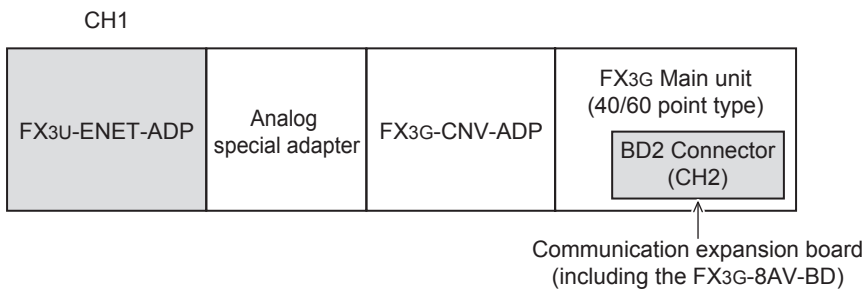 CH1
FX3U-ENET-ADP
Analog
special adapter
FX3G-CNV-ADP
FX3G Main unit
(40/60 point type)
BD2 Connector
(CH2)
Communication expansion board
(including the FX3G-8AV-BD)